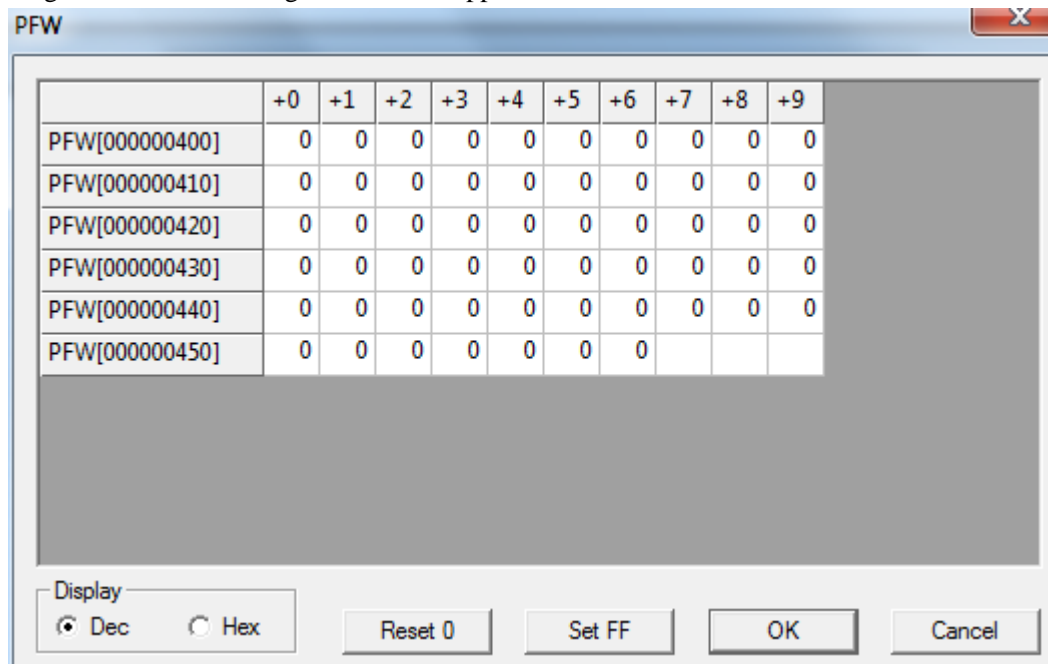 PFW
X
+0 +1 +2 +3 +4 +5 +6 +7 +8 +9
PFW[000000400] 0 0 0 0 0 0 0 0 0 0
PFW[000000410] 0 0 0 0 0 0 0 0 0 0
PFW[000000420] 0 0 0 0 0 0 0 0 0 0
PFW[000000430] 0 0 0 0 0 0 0 0 0 0
PFW[000000440] 0 0 0 0 0 0 0 0 0 0
PFW[000000450] 0 0 0 0 0 0 0
Display
Dec Hex Reset 0 Set FF OK Cancel